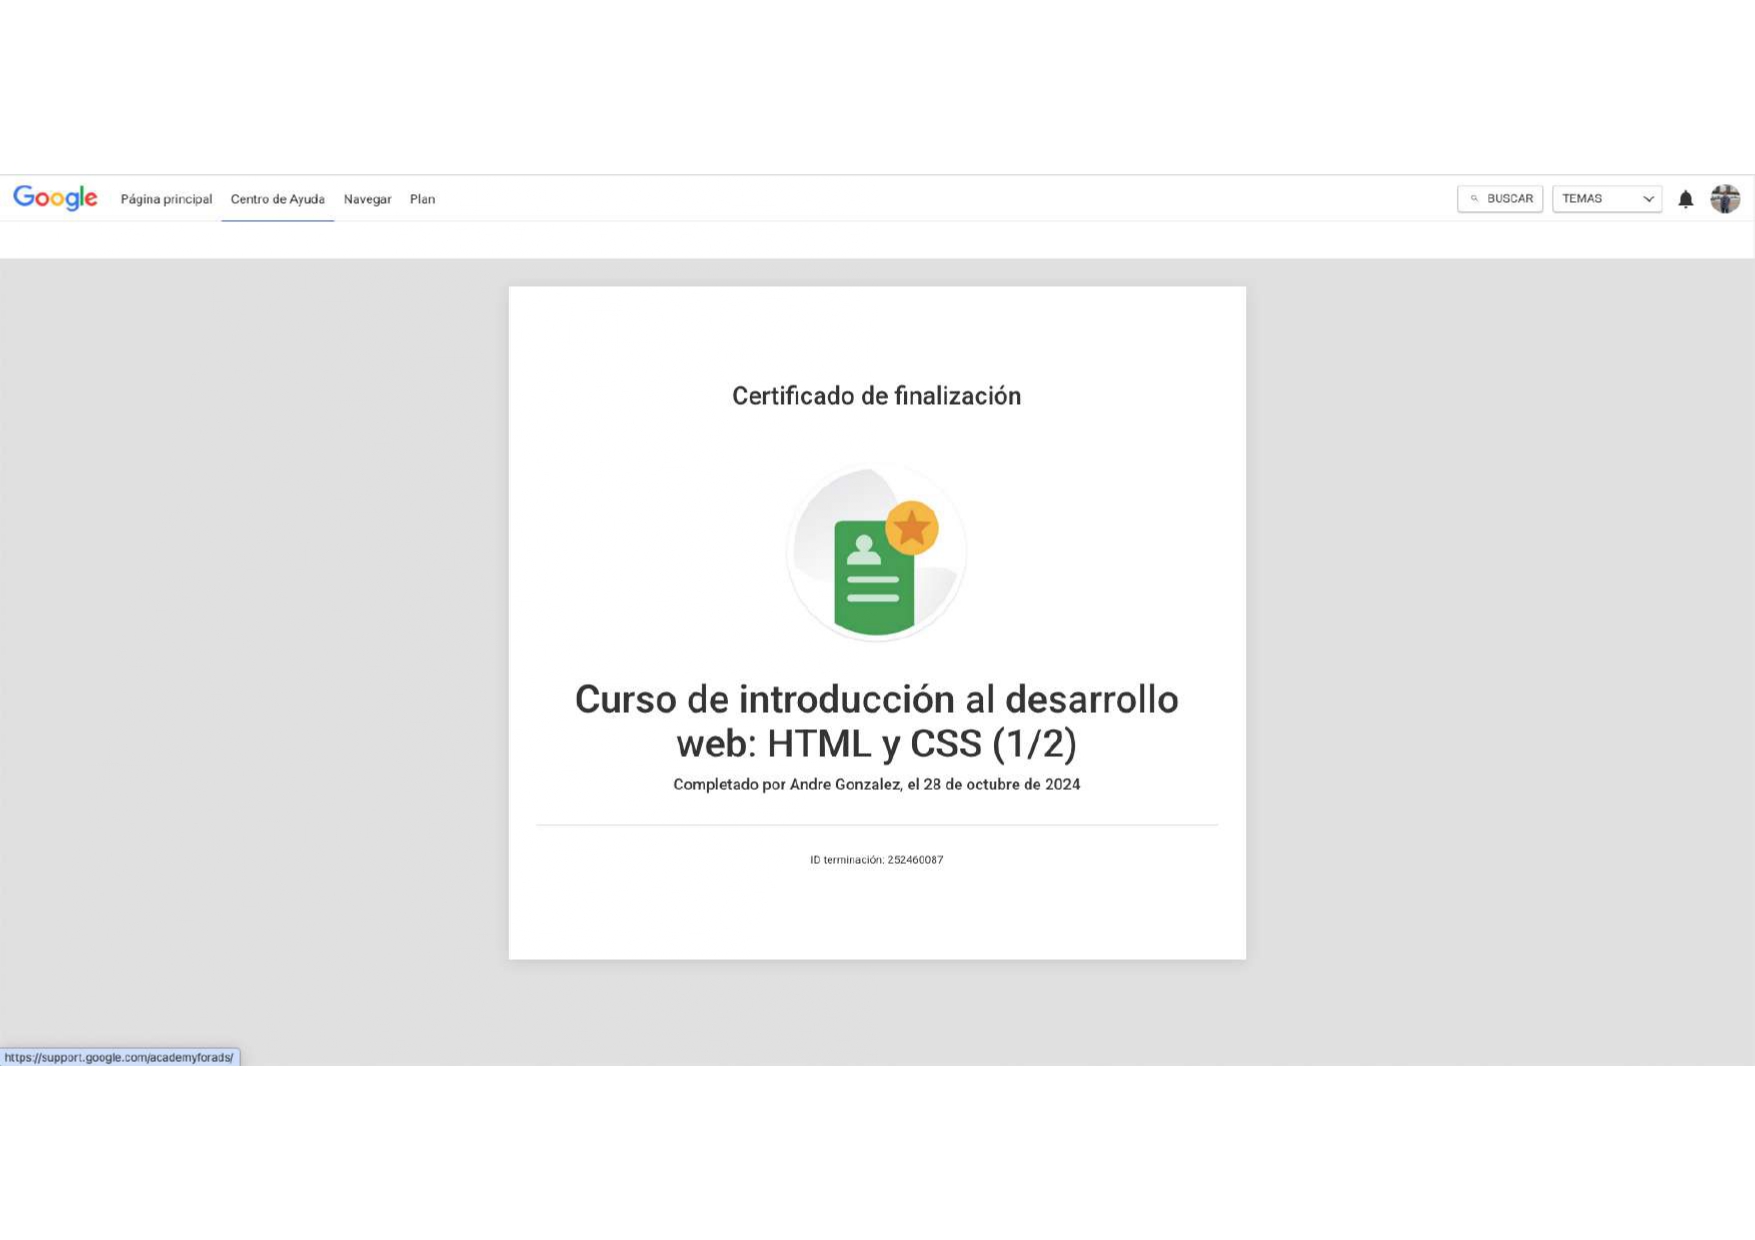 Google Página principal Centro de Ayuda Navegar Plan BUSCAR TEMAS
Certificado de finalización
Curso de introducción al desarrollo
web: HTML y CSS (1/2)
Completado por Andre Gonzalez, el 28 de octubre de 2024
ID terminación: 252460087
https://support.google.com/academyforads/